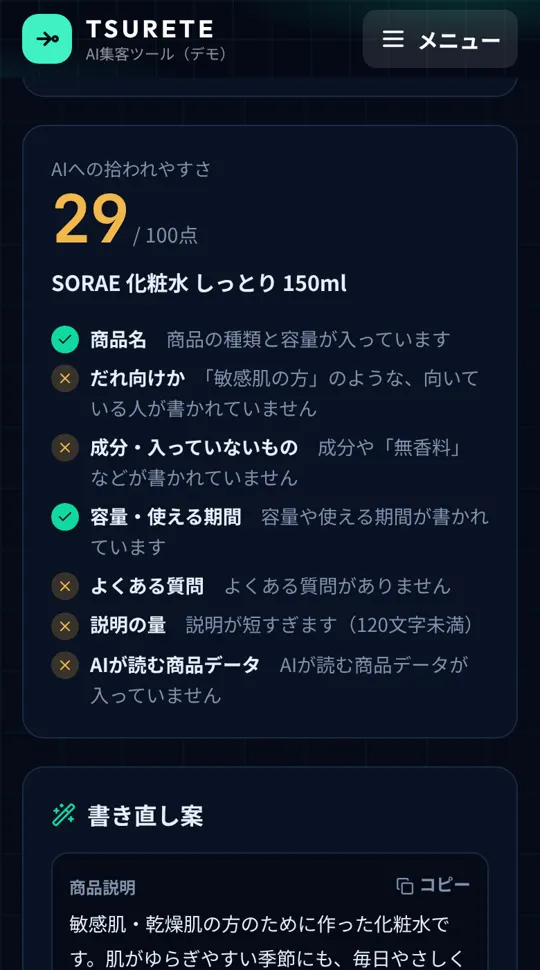 TSURETE
AI集客ツール（デモ）
メニュー
AIへの拾われやすさ
29 / 100点
SORAE 化粧水 しっとり 150ml
商品名 商品の種類と容量が入っています
だれ向けか 「敏感肌の方」のような、向いて
いる人が書かれていません
成分・入っていないもの 成分や「無香料」
などが書かれていません
容量・使える期間 容量や使える期間が書かれ
ています
よくある質問 よくある質問がありません
説明の量 説明が短すぎます（120文字未満）
AIが読む商品データ AIが読む商品データが
入っていません
書き直し案
商品説明
コピー
敏感肌・乾燥肌の方のために作った化粧水で
す。肌がゆらぎやすい季節にも、毎日やさしく